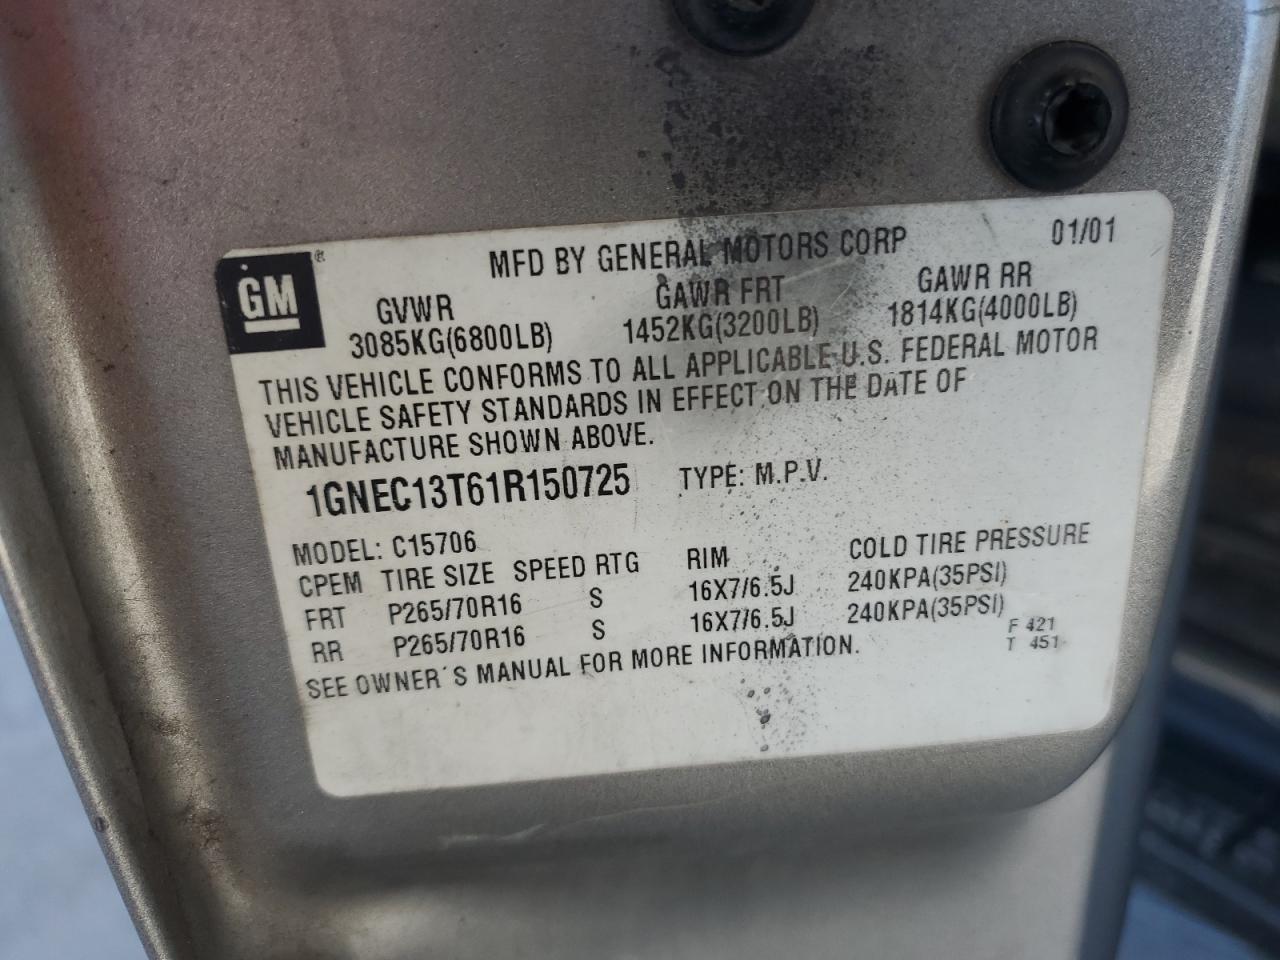 GM®
MFD BY GENERAL MOTORS CORP 01/01
GVWR GAWR FRT GAWR RR
3085KG(6800LB) 1452KG(3200LB) 1814KG(4000LB)
THIS VEHICLE CONFORMS TO ALL APPLICABLE U.S. FEDERAL MOTOR
VEHICLE SAFETY STANDARDS IN EFFECT ON THE DATE OF
MANUFACTURE SHOWN ABOVE.
1GNEC13T61R150725 TYPE: M.P.V.
MODEL: C15706
CPEM TIRE SIZE SPEED RTG RIM COLD TIRE PRESSURE
FRT P265/70R16 S 16X7/6.5J 240KPA(35PSI)
RR P265/70R16 S 16X7/6.5J 240KPA(35PSI)
SEE OWNER'S MANUAL FOR MORE INFORMATION.
F 421
T 451